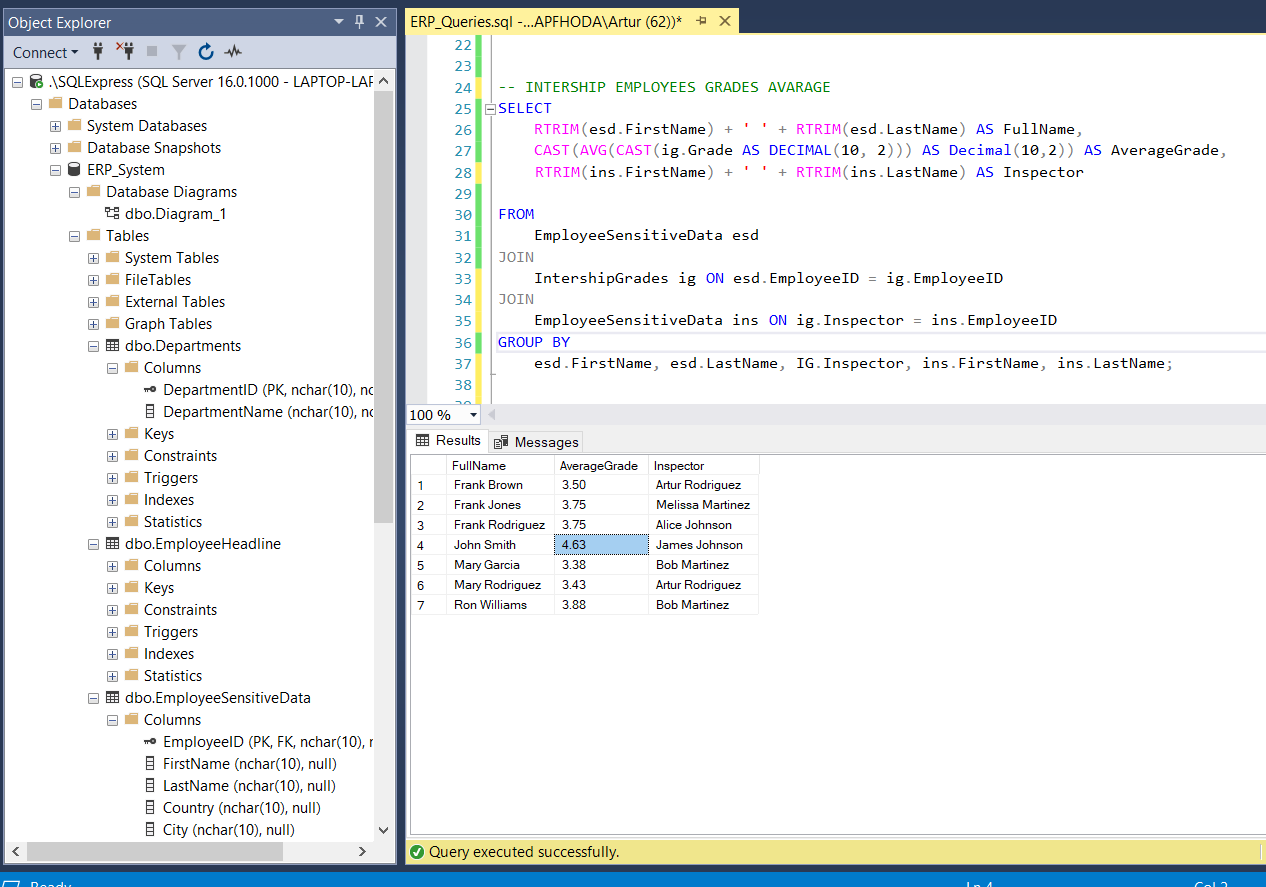 Object Explorer
Connect
.\SQLExpress (SQL Server 16.0.1000 - LAPTOP-LAP
Databases
System Databases
Database Snapshots
ERP_System
Database Diagrams
dbo.Diagram_1
Tables
System Tables
FileTables
External Tables
Graph Tables
dbo.Departments
Columns
DepartmentID (PK, nchar(10), no
DepartmentName (nchar(10), no
Keys
Constraints
Triggers
Indexes
Statistics
dbo.EmployeeHeadline
Columns
Keys
Constraints
Triggers
Indexes
Statistics
dbo.EmployeeSensitiveData
Columns
EmployeeID (PK, FK, nchar(10), n
FirstName (nchar(10), null)
LastName (nchar(10), null)
Country (nchar(10), null)
City (nchar(10), null)
ERP_Queries.sql -...APFHODA\Artur (62))*
22
23
24 -- INTERSHIP EMPLOYEES GRADES AVARAGE
25 SELECT
26 RTRIM(esd.FirstName) + ' ' + RTRIM(esd.LastName) AS FullName,
27 CAST(AVG(CAST(ig.Grade AS DECIMAL(10, 2))) AS Decimal(10,2)) AS AverageGrade,
28 RTRIM(ins.FirstName) + ' ' + RTRIM(ins.LastName) AS Inspector
29
30 FROM
31 EmployeeSensitiveData esd
32 JOIN
33 IntershipGrades ig ON esd.EmployeeID = ig.EmployeeID
34 JOIN
35 EmployeeSensitiveData ins ON ig.Inspector = ins.EmployeeID
36 GROUP BY
37 esd.FirstName, esd.LastName, IG.Inspector, ins.FirstName, ins.LastName;
38
39
100 %
Results Messages
FullName AverageGrade Inspector
1 Frank Brown 3.50 Artur Rodriguez
2 Frank Jones 3.75 Melissa Martinez
3 Frank Rodriguez 3.75 Alice Johnson
4 John Smith 4.63 James Johnson
5 Mary Garcia 3.38 Bob Martinez
6 Mary Rodriguez 3.43 Artur Rodriguez
7 Ron Williams 3.88 Bob Martinez
Query executed successfully.
Ready Ln 4 Col 2